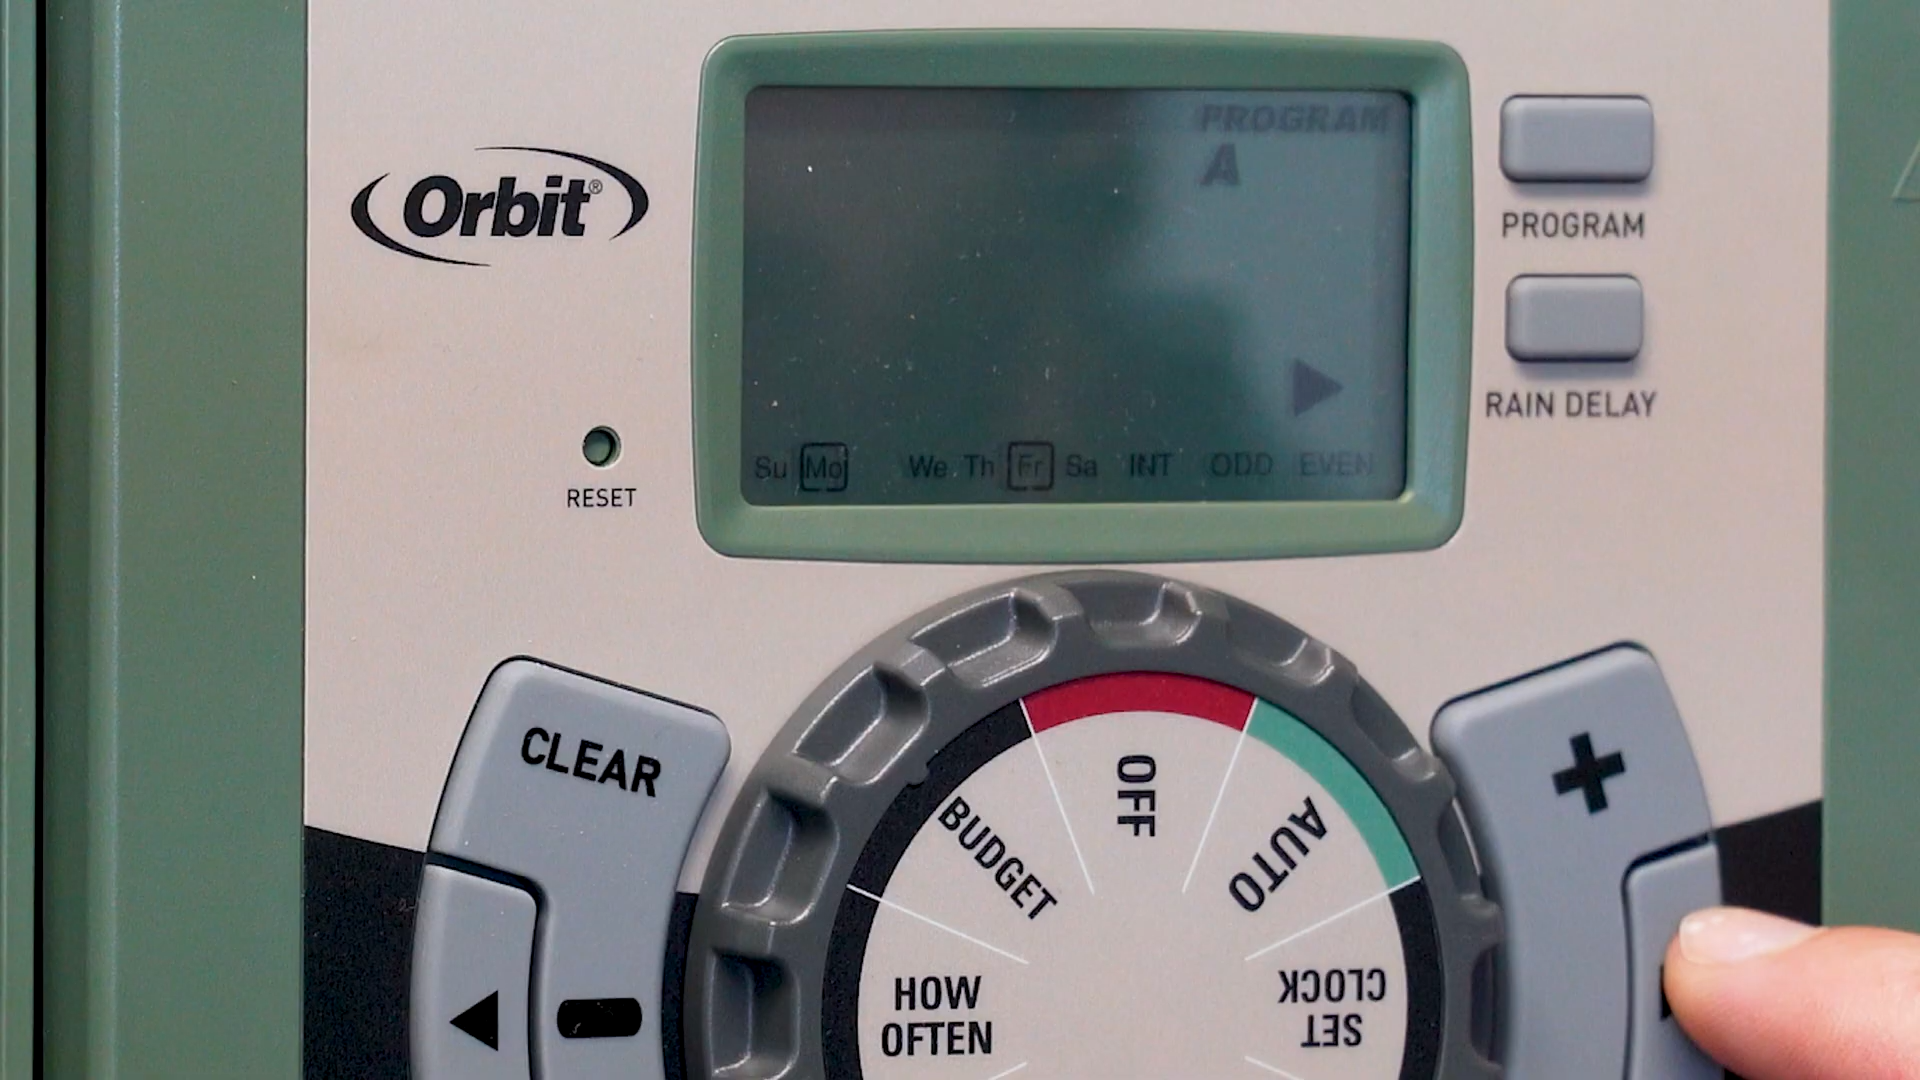 PROGRAM
A
Orbit®
PROGRAM
RAIN DELAY
Su Mo We Th Fr Sa INT ODD EVEN
RESET
CLEAR
+
OFF
BUDGET
AUTO
HOW
OFTEN
SET
CLOCK